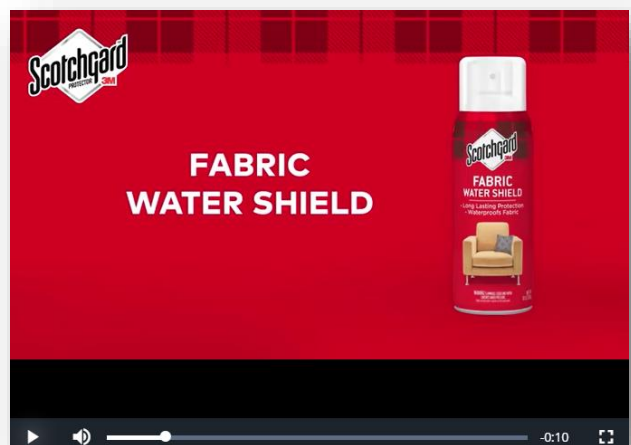 Scotchgard
PROTECTOR 3M
FABRIC
WATER SHIELD
Scotchgard
3M
FABRIC
WATER SHIELD
- Long Lasting Protection
- Waterproofs Fabric
-0:10